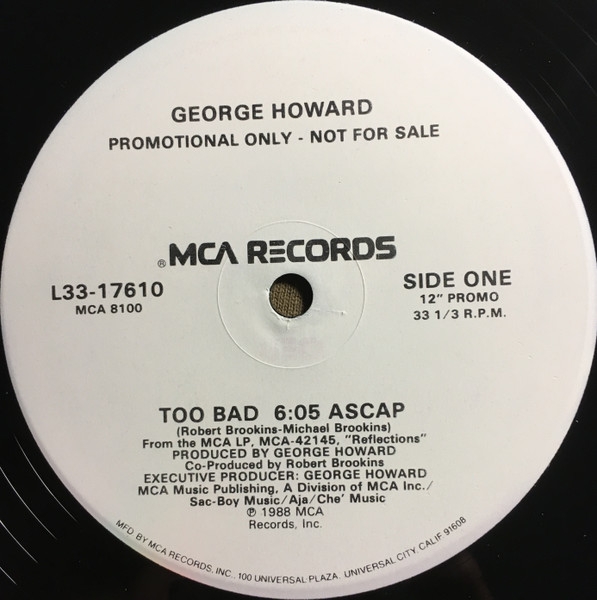 GEORGE HOWARD
PROMOTIONAL ONLY - NOT FOR SALE
® MCA RECORDS
L33-17610
MCA 8100
SIDE ONE
12" PROMO
33 1/3 R.P.M.
TOO BAD 6:05 ASCAP
(Robert Brookins-Michael Brookins)
From the MCA LP, MCA-42145, "Reflections"
PRODUCED BY GEORGE HOWARD
Co-Produced by Robert Brookins
EXECUTIVE PRODUCER: GEORGE HOWARD
MCA Music Publishing, A Division of MCA Inc./
Sac-Boy Music/Aja/Che' Music
℗ 1988 MCA
Records, Inc.
MFD. BY MCA RECORDS, INC., 100 UNIVERSAL PLAZA, UNIVERSAL CITY, CALIF. 91608